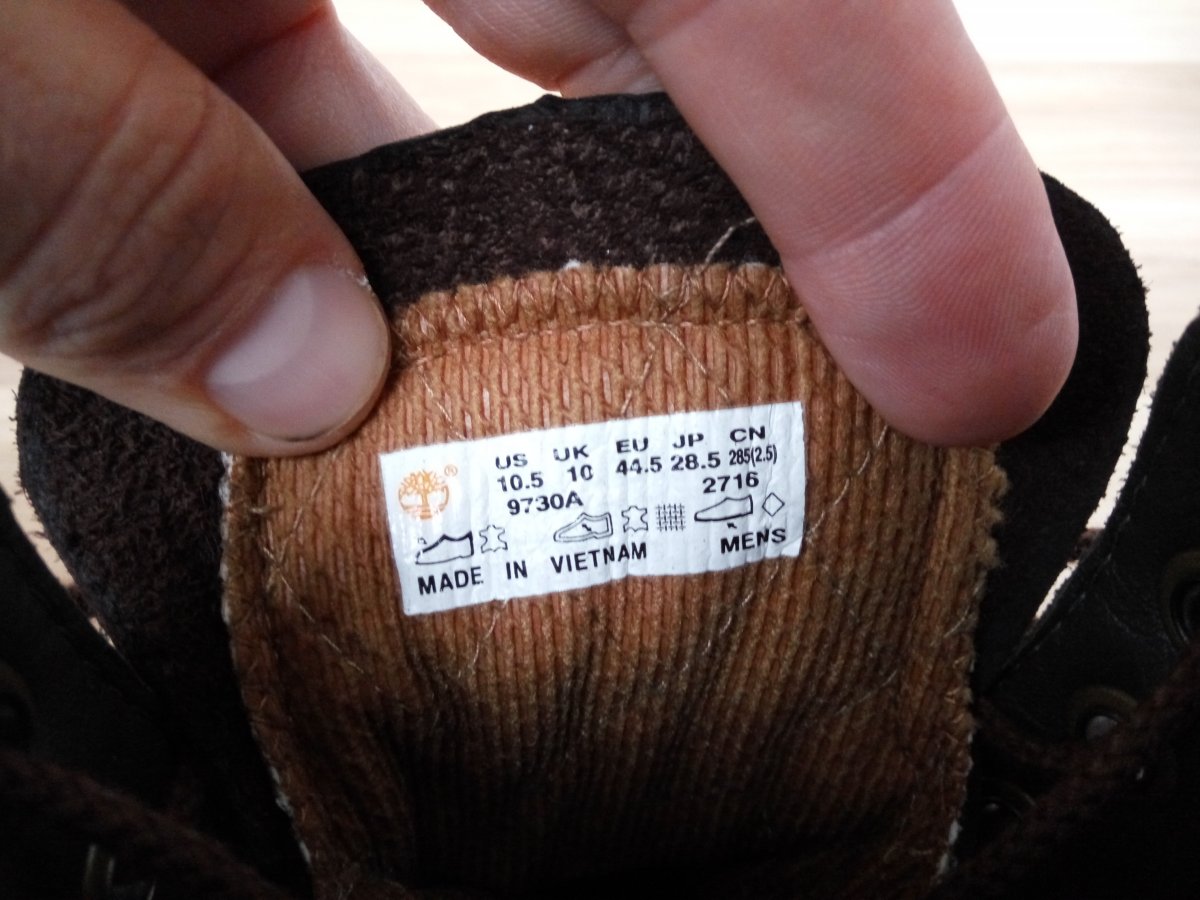 ®
US UK EU JP CN
10.5 10 44.5 28.5 285(2.5)
9730A 2716
MEN'S
MADE IN VIETNAM